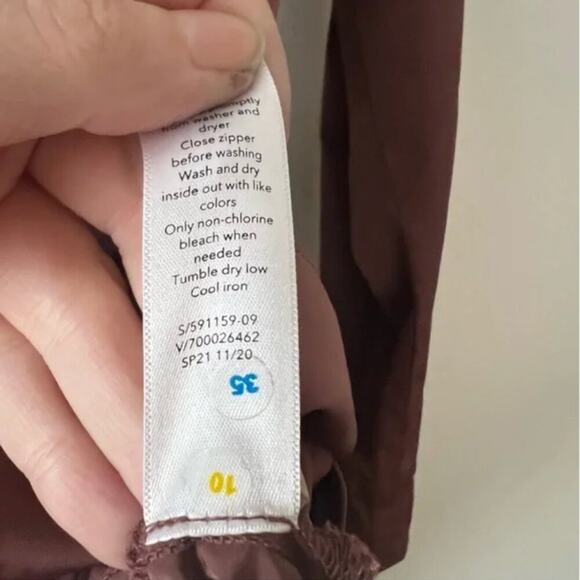 from washer and
dryer
Close zipper
before washing
Wash and dry
inside out with like
colors
Only non-chlorine
bleach when
needed
Tumble dry low
Cool iron
S/591159-09
V/700026462
SP21 11/20
35
10